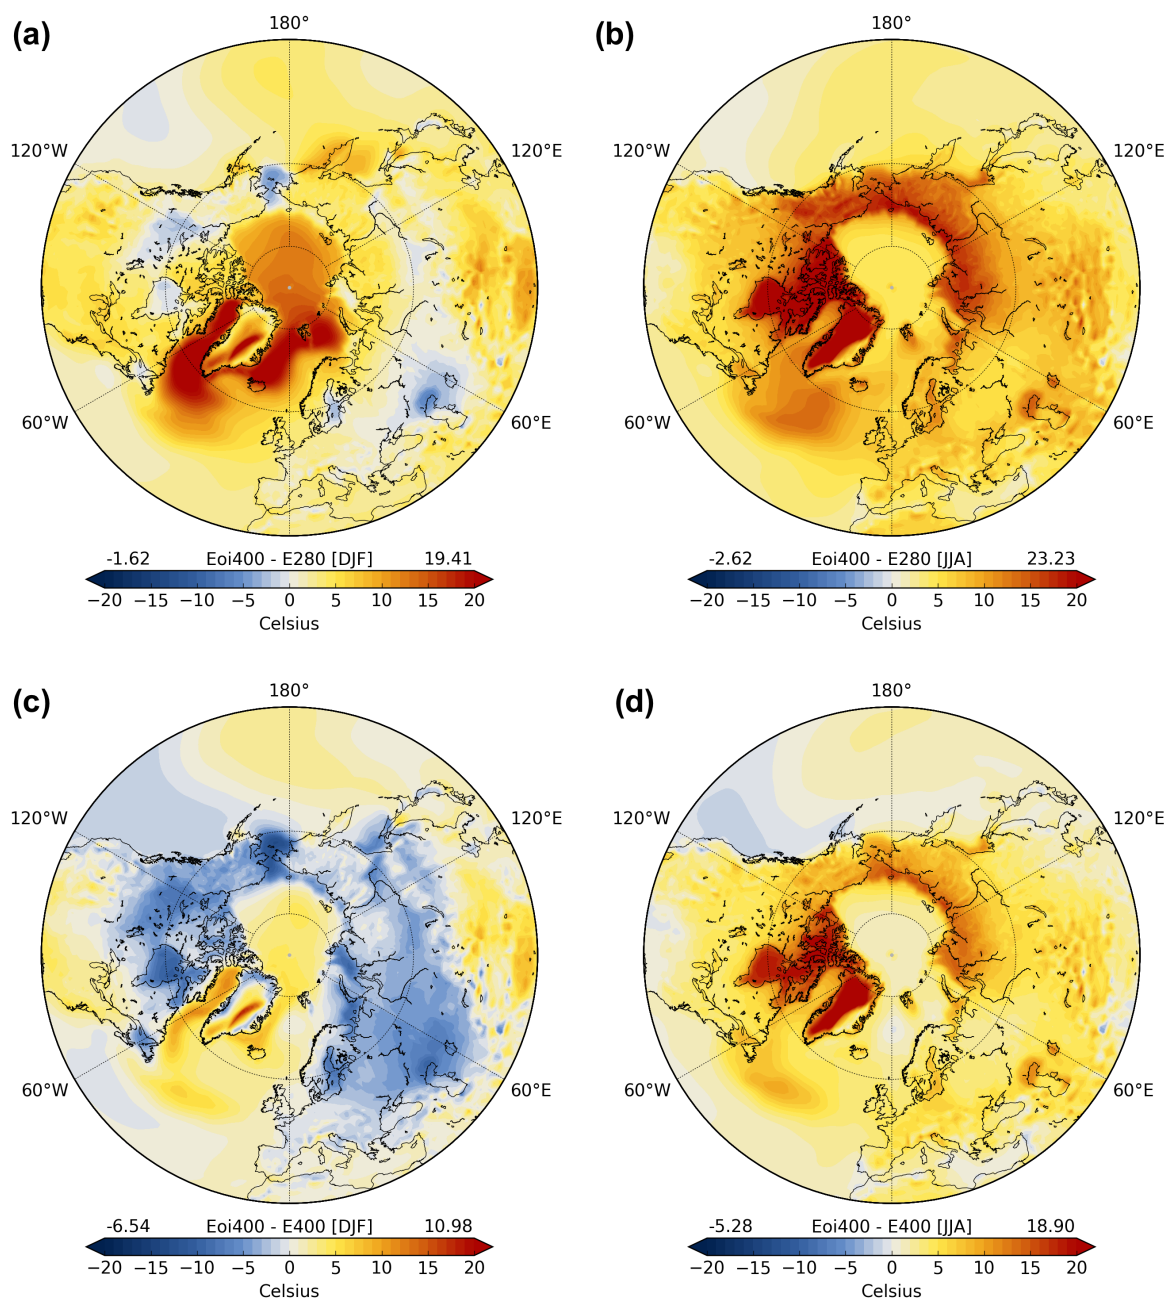 (a)
180°
120°W
120°E
60°W
60°E
-1.62 Eoi400 - E280 [DJF] 19.41
−20 −15 −10 −5 0 5 10 15 20
Celsius
(b)
180°
120°W
120°E
60°W
60°E
-2.62 Eoi400 - E280 [JJA] 23.23
−20 −15 −10 −5 0 5 10 15 20
Celsius
(c)
180°
120°W
120°E
60°W
60°E
-6.54 Eoi400 - E400 [DJF] 10.98
−20 −15 −10 −5 0 5 10 15 20
Celsius
(d)
180°
120°W
120°E
60°W
60°E
-5.28 Eoi400 - E400 [JJA] 18.90
−20 −15 −10 −5 0 5 10 15 20
Celsius